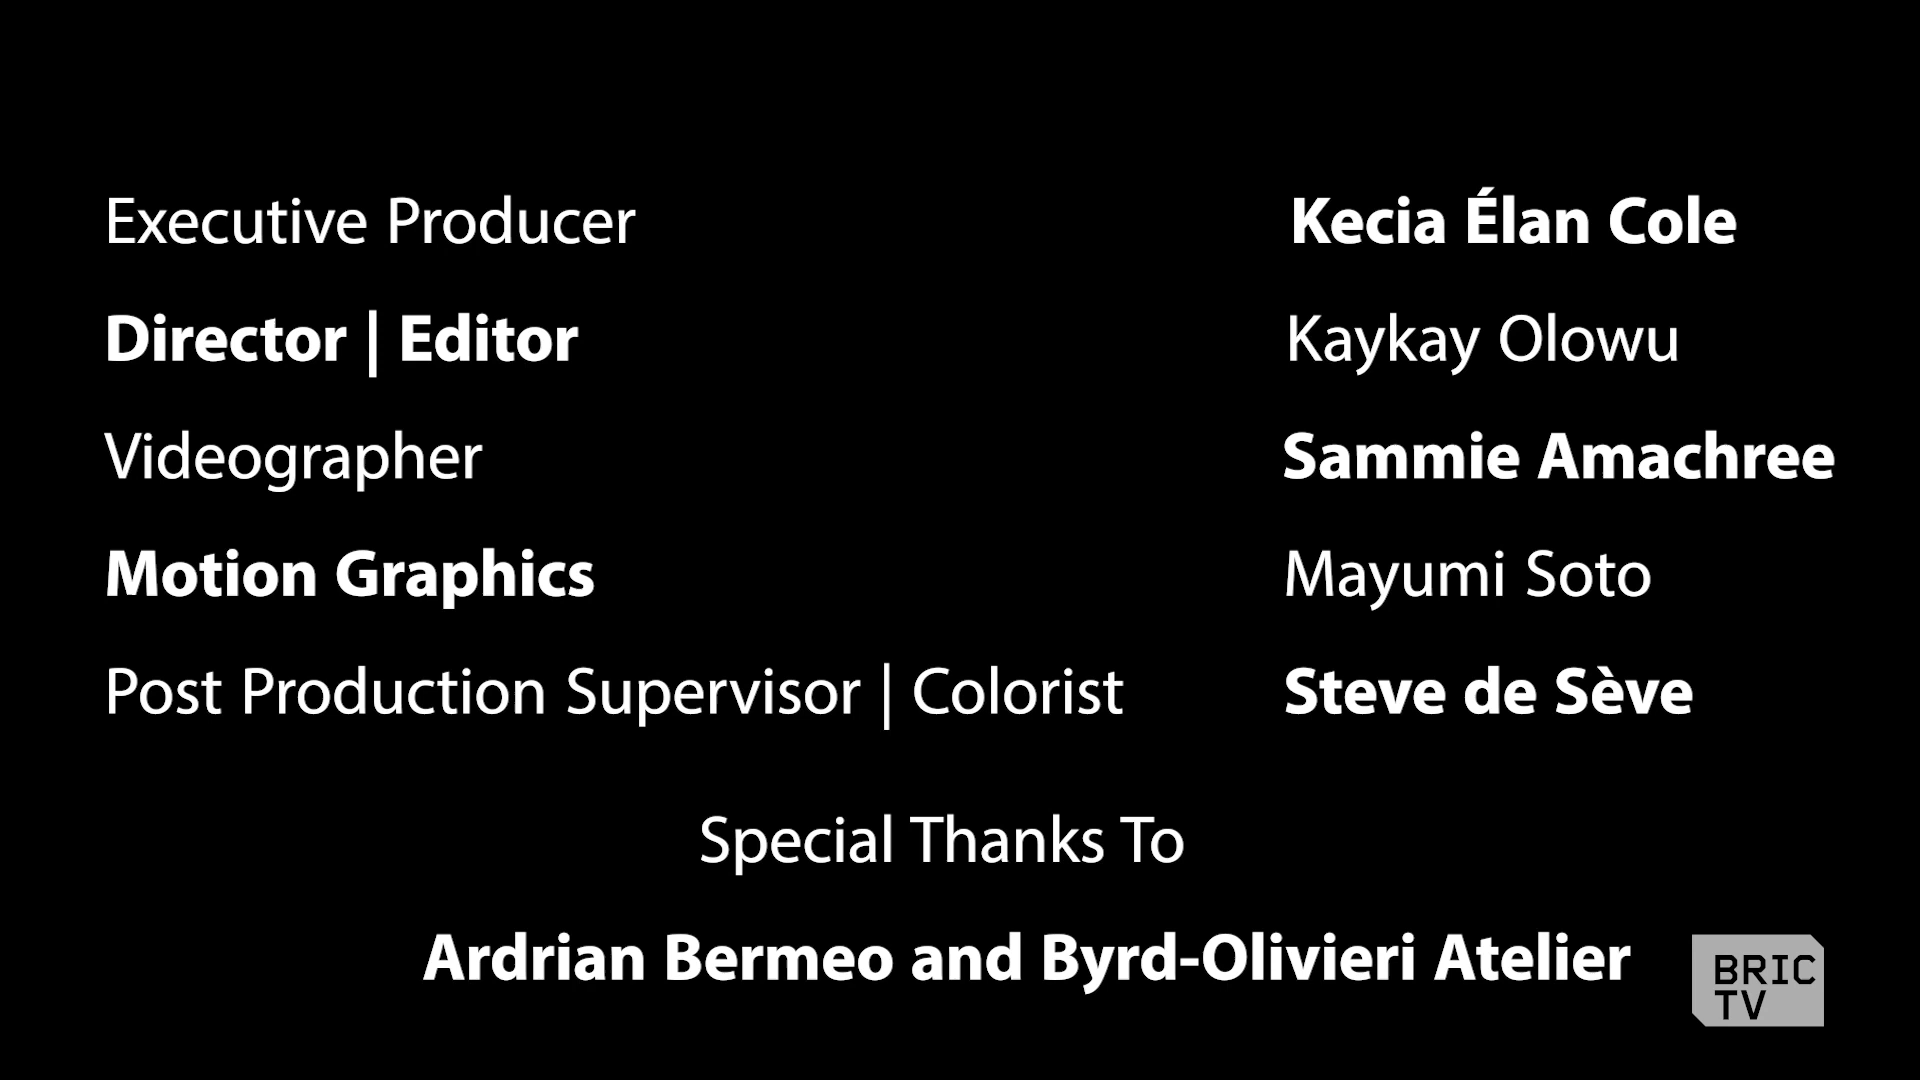 Executive Producer Kecia Élan Cole
Director | Editor Kaykay Olowu
Videographer Sammie Amachree
Motion Graphics Mayumi Soto
Post Production Supervisor | Colorist Steve de Sève
Special Thanks To
Ardrian Bermeo and Byrd-Olivieri Atelier
BRIC
TV